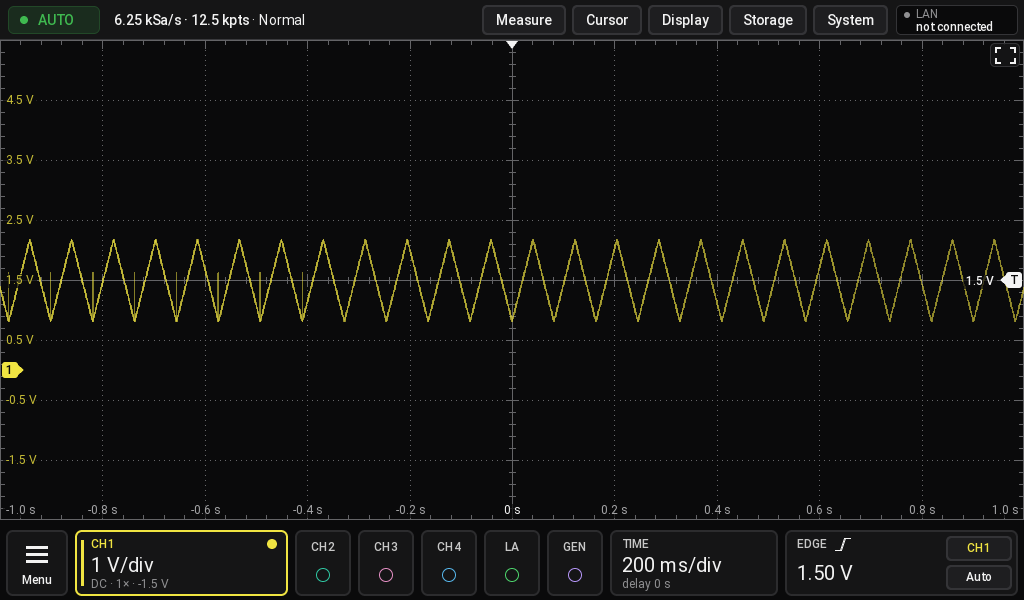 AUTO
6.25 kSa/s · 12.5 kpts · Normal
Measure
Cursor
Display
Storage
System
LAN
not connected
4.5 V
3.5 V
2.5 V
1.5 V
1.5 V
T
0.5 V
1
-0.5 V
-1.5 V
-1.0 s
-0.8 s
-0.6 s
-0.4 s
-0.2 s
0 s
0.2 s
0.4 s
0.6 s
0.8 s
1.0 s
Menu
CH1
1 V/div
DC · 1× · -1.5 V
CH2
CH3
CH4
LA
GEN
TIME
200 ms/div
delay 0 s
EDGE
1.50 V
CH1
Auto